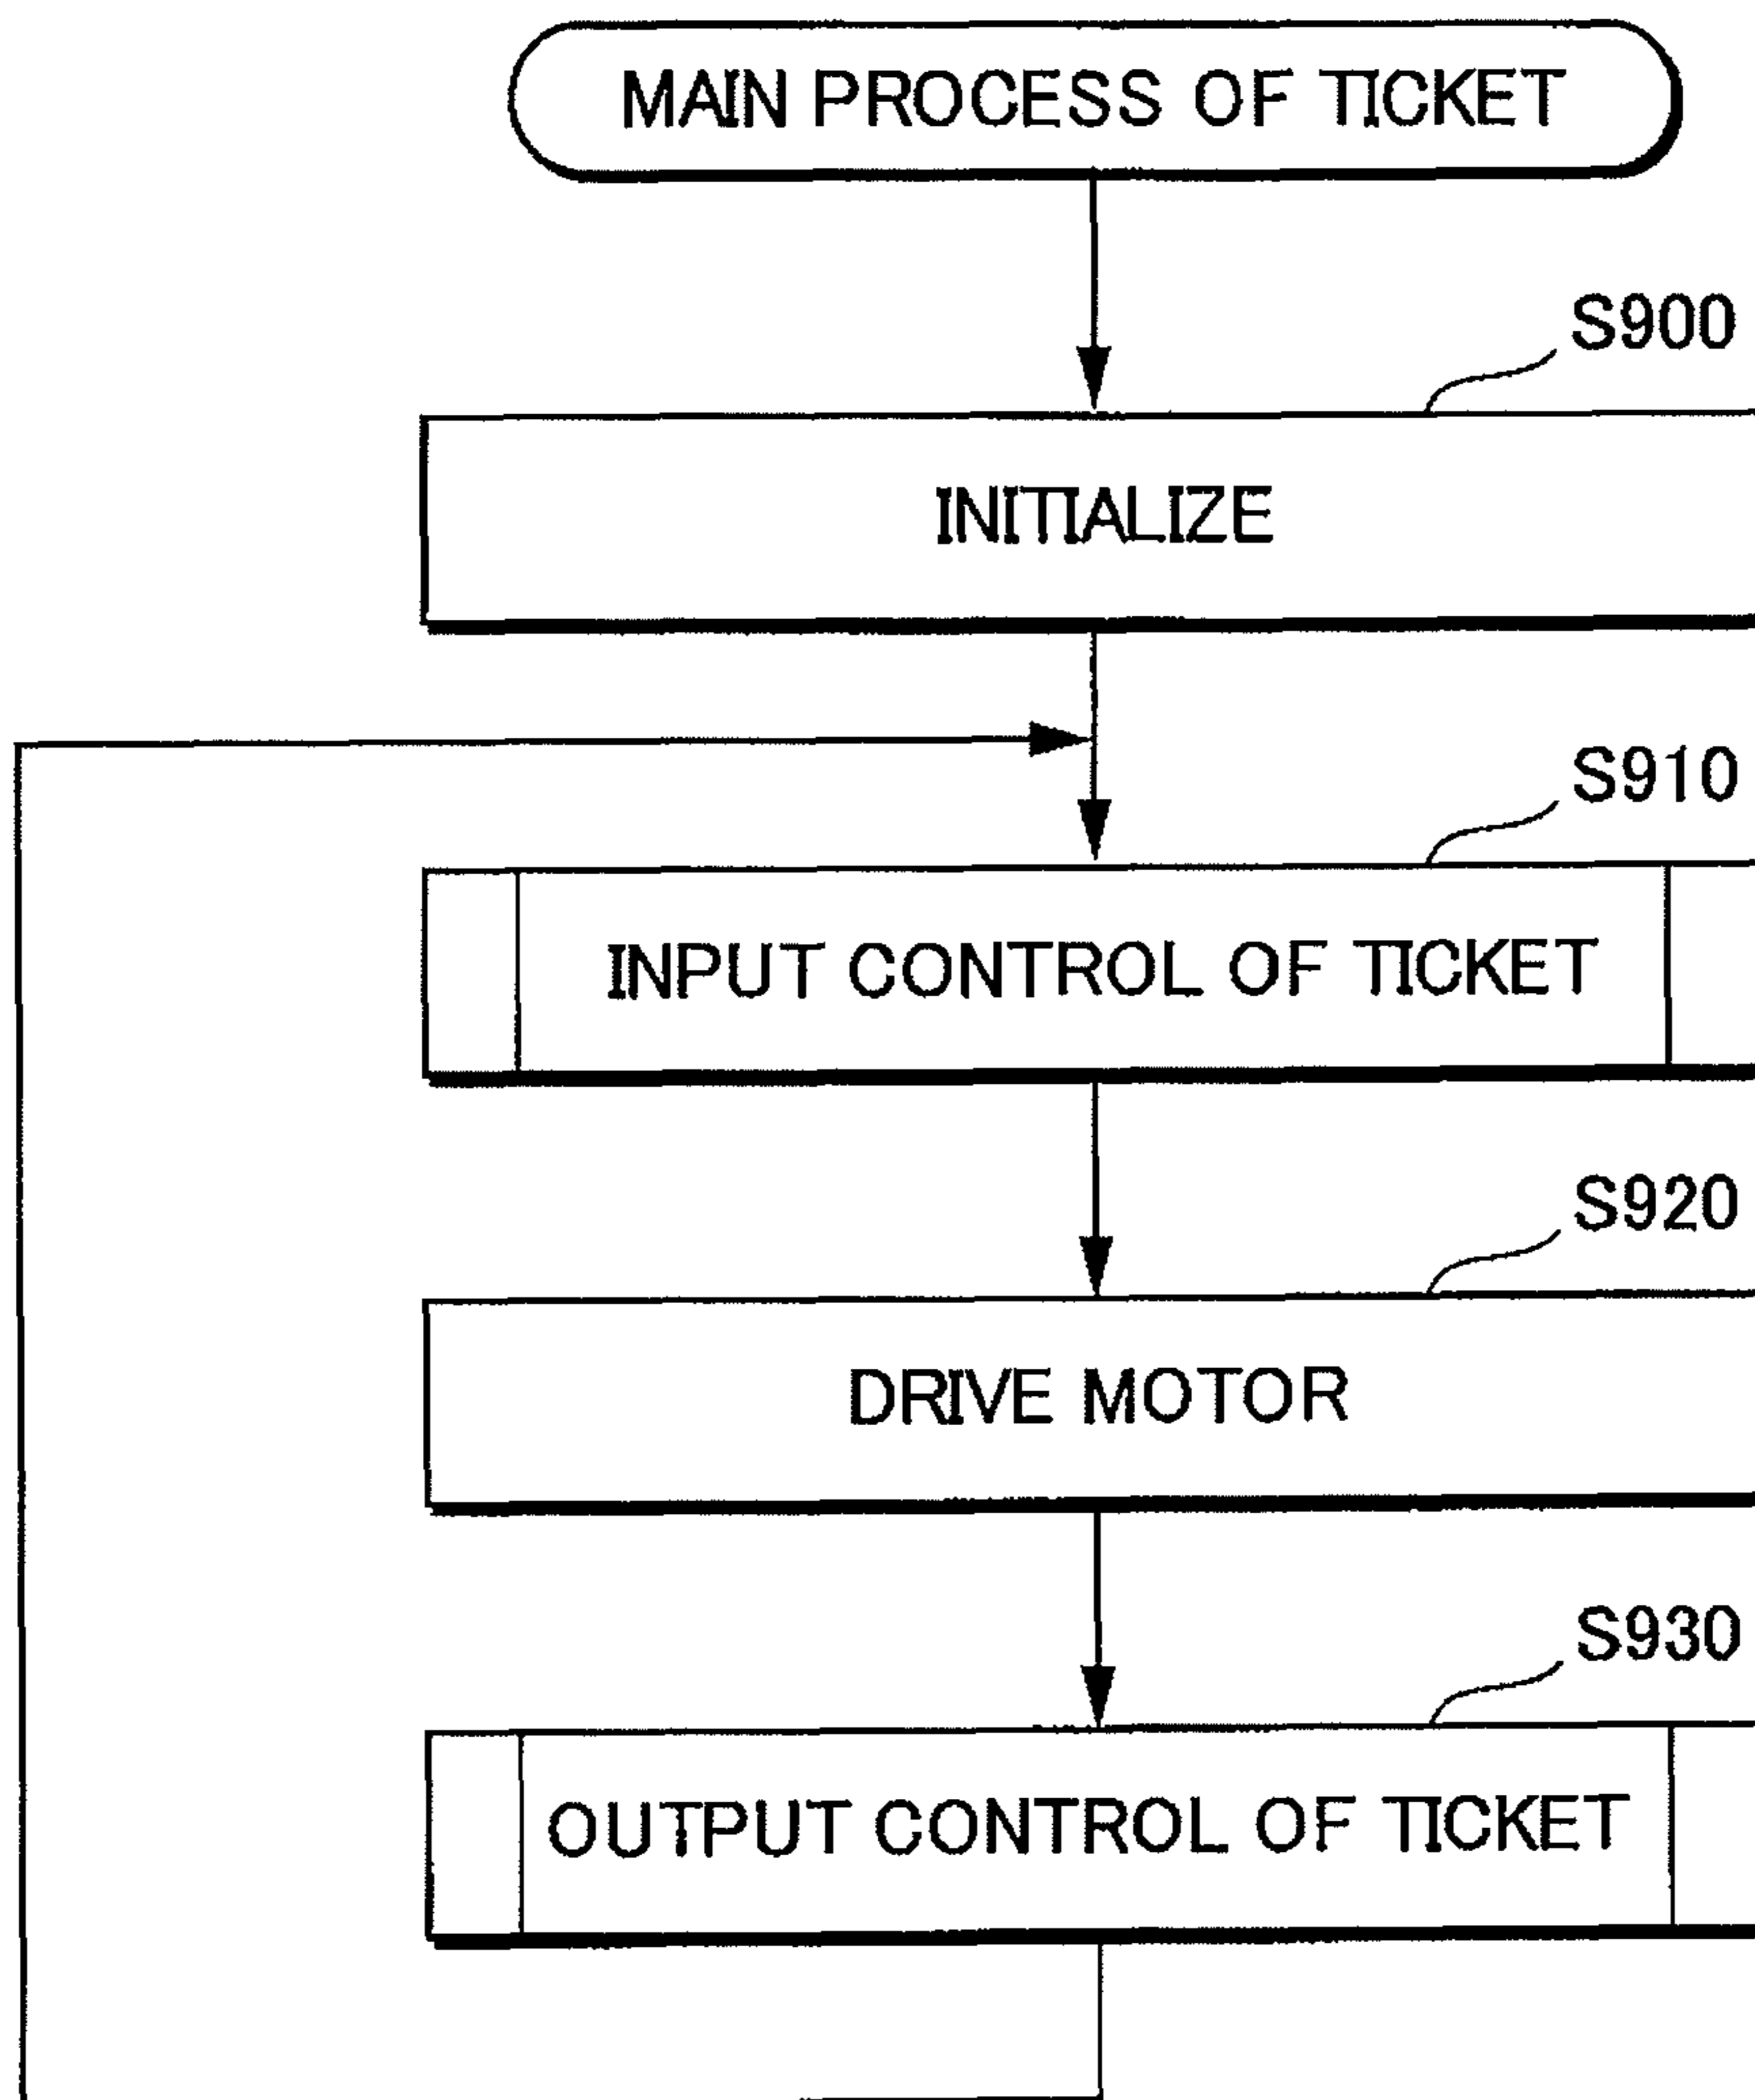 MAIN PROCESS OF TICKET
S900
INITIALIZE
S910
INPUT CONTROL OF TICKET
S920
DRIVE MOTOR
S930
OUTPUT CONTROL OF TICKET